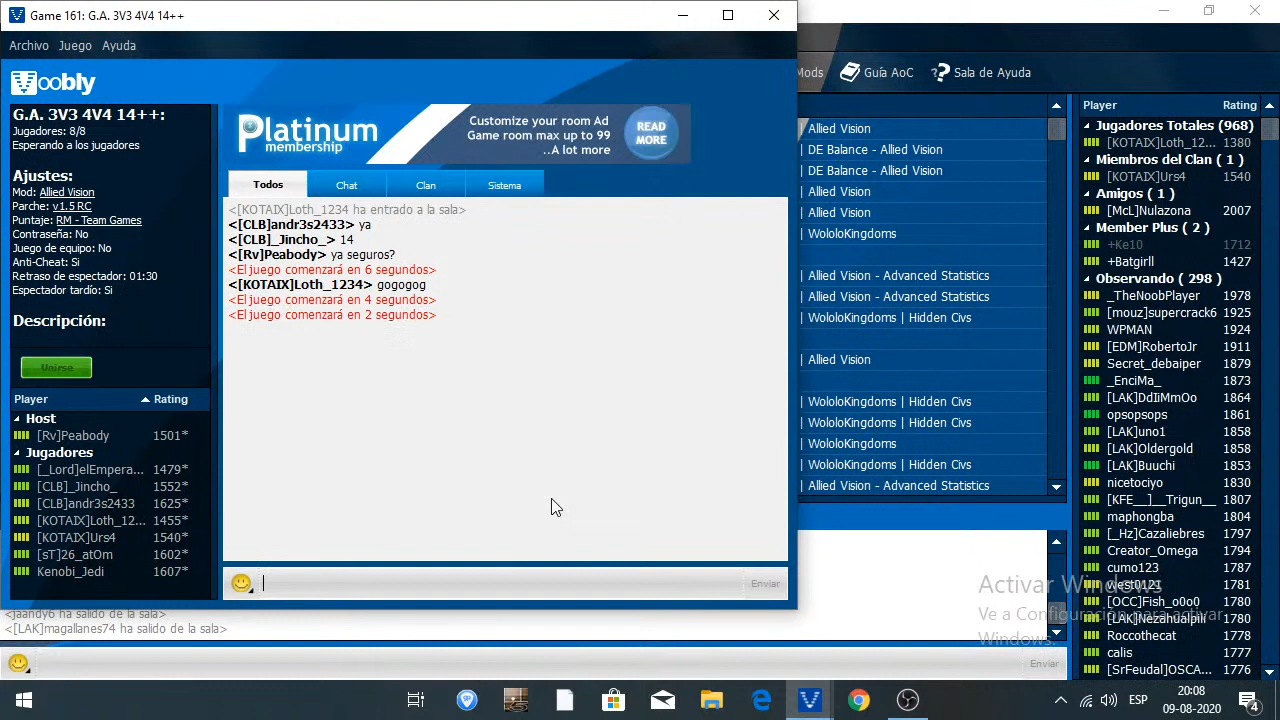 Game 161: G.A. 3V3 4V4 14++
Archivo Juego Ayuda
Voobly
G.A. 3V3 4V4 14++:
Jugadores: 8/8
Esperando a los jugadores
Ajustes:
Mod: Allied Vision
Parche: v1.5 RC
Puntaje: RM - Team Games
Contraseña: No
Juego de equipo: No
Anti-Cheat: Si
Retraso de espectador: 01:30
Espectador tardío: Si
Descripción:
Unirse
Player Rating
Host
[Rv]Peabody 1501*
Jugadores
[_Lord]elEmpera... 1479*
[CLB]_Jincho_ 1552*
[CLB]andr3s2433 1625*
[KOTAIX]Loth_12... 1455*
[KOTAIX]Urs4 1540*
[sT]26_atOm 1602*
Kenobi_Jedi 1607*
Platinum
membership
Customize your room Ad
Game room max up to 99
..A lot more
READ
MORE
Todos Chat Clan Sistema
<[KOTAIX]Loth_1234 ha entrado a la sala>
<[CLB]andr3s2433> ya
<[CLB]_Jincho_> 14
<[Rv]Peabody> ya seguros?
<El juego comenzará en 6 segundos>
<[KOTAIX]Loth_1234> gogogog
<El juego comenzará en 4 segundos>
<El juego comenzará en 2 segundos>
Enviar
<jaandy6 ha salido de la sala>
<[LAK]magallanes74 ha salido de la sala>
Enviar
Mods Guía AoC Sala de Ayuda
| Allied Vision
| DE Balance - Allied Vision
| DE Balance - Allied Vision
| Allied Vision
| Allied Vision
| WololoKingdoms
| Allied Vision - Advanced Statistics
| Allied Vision - Advanced Statistics
| WololoKingdoms | Hidden Civs
| Allied Vision
| WololoKingdoms | Hidden Civs
| WololoKingdoms | Hidden Civs
| WololoKingdoms
| WololoKingdoms | Hidden Civs
| Allied Vision - Advanced Statistics
Player Rating
Jugadores Totales (968)
[KOTAIX]Loth_12... 1380
Miembros del Clan ( 1 )
[KOTAIX]Urs4 1540
Amigos ( 1 )
[McL]Nulazona 2007
Member Plus ( 2 )
+Ke10 1712
+Batgirll 1427
Observando ( 298 )
_TheNoobPlayer 1978
[mouz]supercrack6 1925
WPMAN 1924
[EDM]RobertoJr 1911
Secret_debaiper 1879
_EnciMa_ 1873
[LAK]DdIiMmOo 1864
opsopsops 1861
[LAK]uno1 1858
[LAK]Oldergold 1858
[LAK]Buuchi 1853
nicetociyo 1830
[KFE__]__Trigun__ 1807
maphongba 1804
[_Hz]Cazaliebres 1797
Creator_Omega 1794
cumo123 1787
vicst0121 1781
[OCC]Fish_o0o0 1780
[LAK]Nezahualpili 1780
Roccothecat 1778
calis 1777
[SrFeudal]OSCA... 1776
Activar Windows
Ve a Configuración para activar
Windows.
ESP
20:08
09-08-2020
4